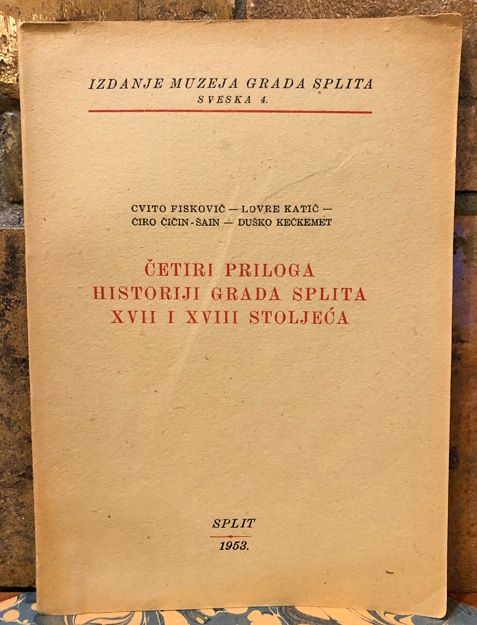 IZDANJE MUZEJA GRADA SPLITA
SVESKA 4.
CVITO FISKOVIĆ — LOVRE KATIĆ —
ĆIRO ČIČIN-ŠAIN — DUŠKO KEČKEMET
ČETIRI PRILOGA
HISTORIJI GRADA SPLITA
XVII I XVIII STOLJEĆA
SPLIT
1953.